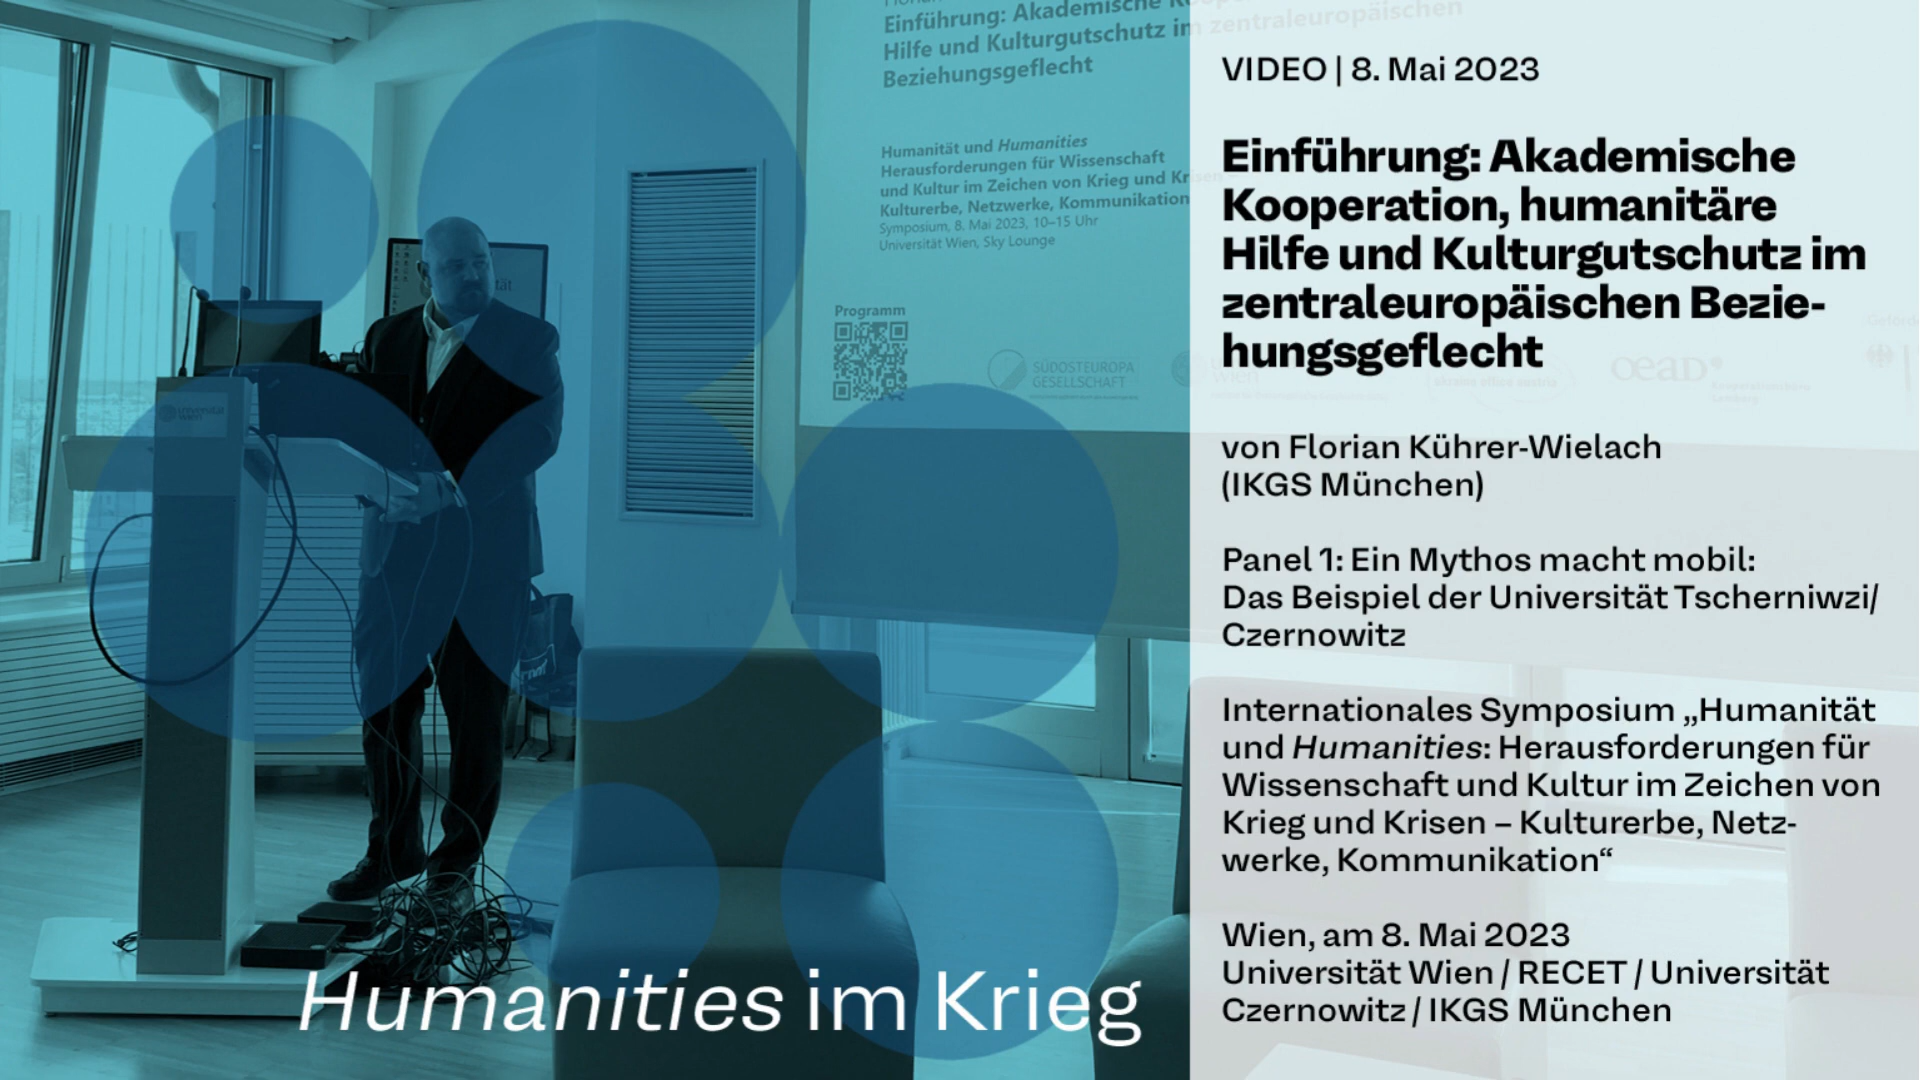 Einführung: Akademische
Hilfe und Kulturgutschutz im zentraleuropäischen
Beziehungsgeflecht
Humanität und Humanities
Herausforderungen für Wissenschaft
und Kultur im Zeichen von Krieg und Krisen –
Kulturerbe, Netzwerke, Kommunikation
Symposium, 8. Mai 2023, 10–15 Uhr
Universität Wien, Sky Lounge
Programm
SÜDOSTEUROPA
GESELLSCHAFT
oead
universität
wien
Humanities im Krieg
VIDEO | 8. Mai 2023
Einführung: Akademische
Kooperation, humanitäre
Hilfe und Kulturgutschutz im
zentraleuropäischen Bezie-
hungsgeflecht
von Florian Kührer-Wielach
(IKGS München)
Panel 1: Ein Mythos macht mobil:
Das Beispiel der Universität Tscherniwzi/
Czernowitz
Internationales Symposium „Humanität
und Humanities: Herausforderungen für
Wissenschaft und Kultur im Zeichen von
Krieg und Krisen – Kulturerbe, Netz-
werke, Kommunikation“
Wien, am 8. Mai 2023
Universität Wien / RECET / Universität
Czernowitz / IKGS München